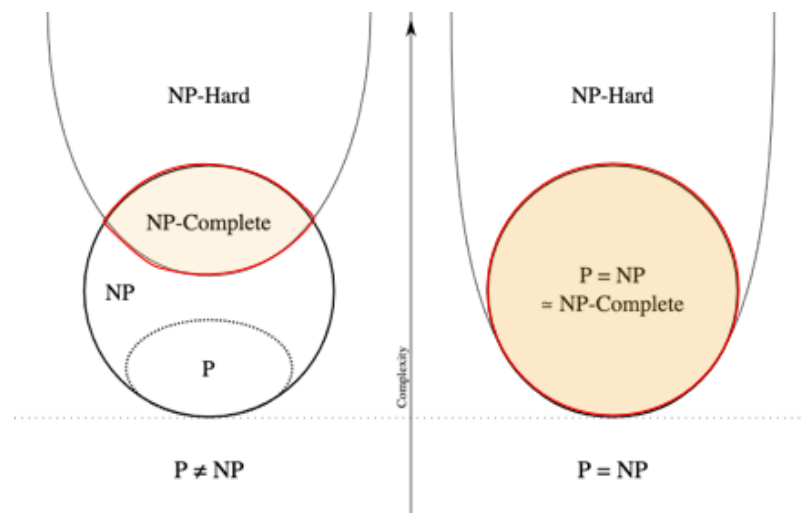 NP-Hard
NP-Complete
NP
P
P ≠ NP
Complexity
NP-Hard
P = NP
≃ NP-Complete
P = NP